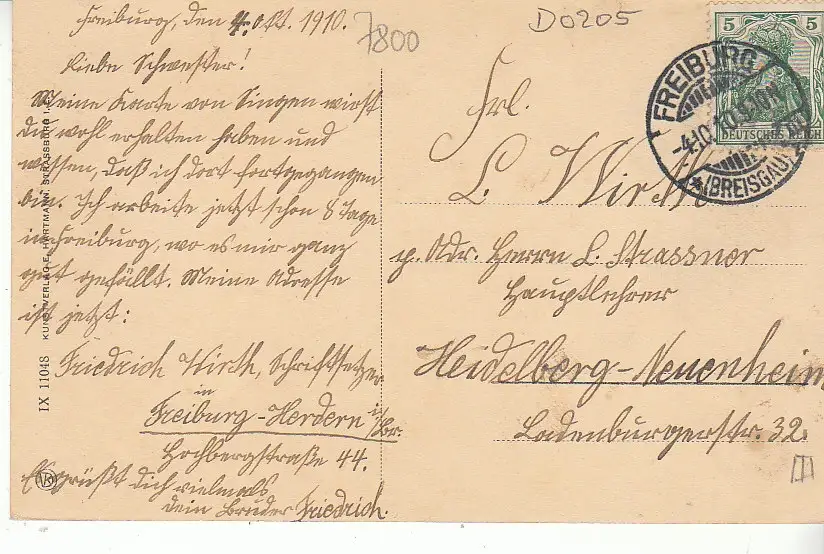 Freiburg, den 4. Okt. 1910.
7800
D0205
Liebe Schwester!
Meine Karte von Singen wirst
du wohl erhalten haben und
wissen, daß ich dort fortgegangen
bin. Ich arbeite jetzt schon 8 Tage
in Freiburg, wo es mir ganz
gut gefällt. Meine Adresse
ist jetzt:
Friedrich Wirth, Schriftsetzer
in
Freiburg-Herdern i/Br.
Hochbergstraße 44.
Es grüßt dich vielmals
dein Bruder Friedrich.
Frl.
L. Wirth
p. Adr. Herrn L. Strassner
Hauptlehrer
Heidelberg-Neuenheim
Ladenburgerstr. 32.
5 5
DEUTSCHES REICH
FREIBURG
-4.10.10
*(BREISGAU)
IX 11048 KUNSTVERLAG E. HARTMANN, STRASSBURG I.